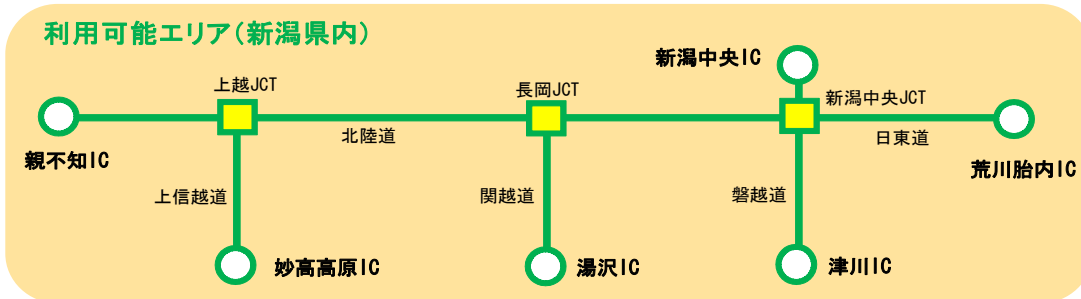 利用可能エリア(新潟県内)
新潟中央IC
上越JCT
長岡JCT
新潟中央JCT
北陸道
日東道
親不知IC
荒川胎内IC
上信越道
関越道
磐越道
妙高高原IC
湯沢IC
津川IC